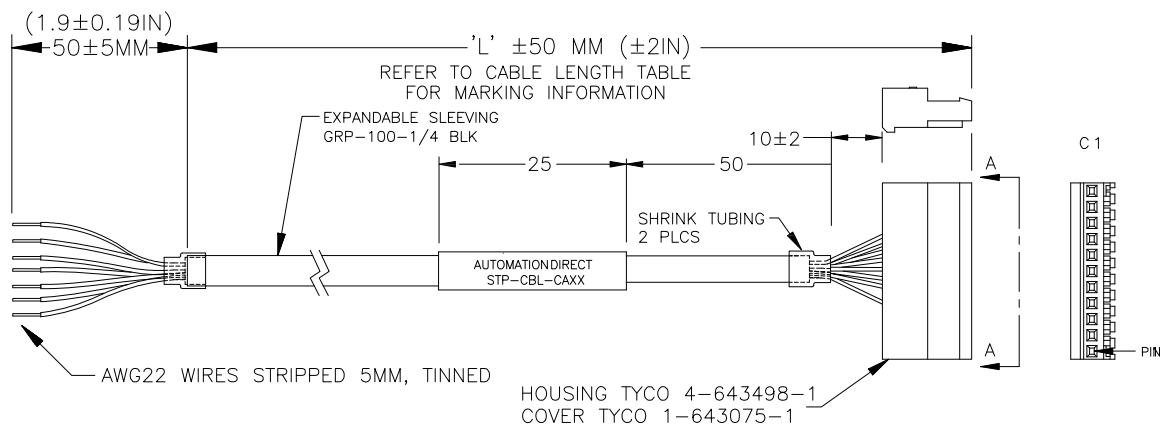 (1.9±0.19IN)
50±5MM
'L' ±50 MM (±2IN)
REFER TO CABLE LENGTH TABLE
FOR MARKING INFORMATION
EXPANDABLE SLEEVING
GRP-100-1/4 BLK
10±2
C1
25
50
A
SHRINK TUBING
2 PLCS
AUTOMATIONDIRECT
STP-CBL-CAXX
A
PIN
AWG22 WIRES STRIPPED 5MM, TINNED
HOUSING TYCO 4-643498-1
COVER TYCO 1-643075-1